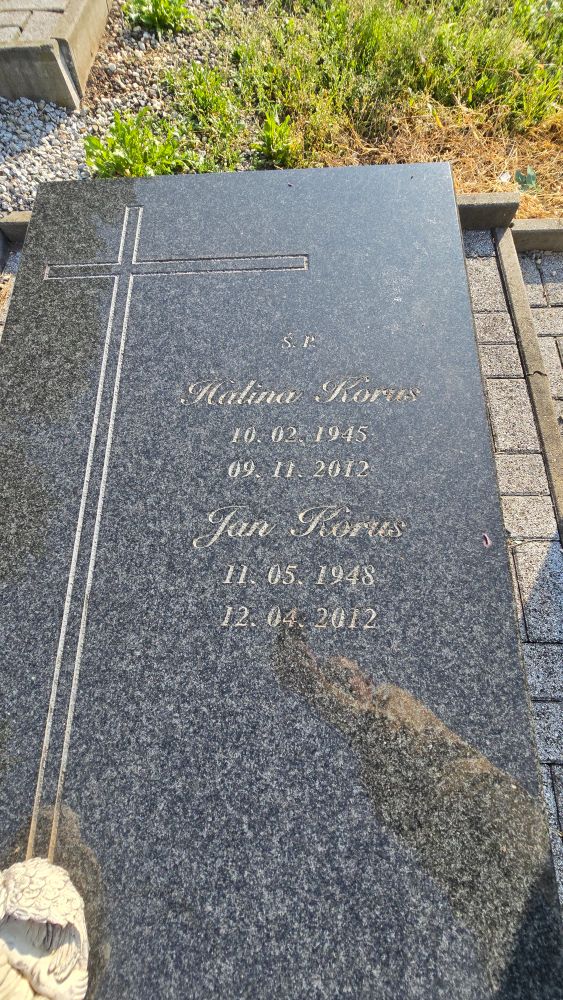 Ś. P.
Halina Korus
10. 02. 1945
09. 11. 2012
Jan Korus
11. 05. 1948
12. 04. 2012